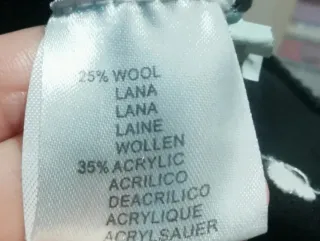 25% WOOL
LANA
LANA
LAINE
WOLLEN
35% ACRYLIC
ACRILICO
DEACRILICO
ACRYLIQUE
ACRYLSAUER